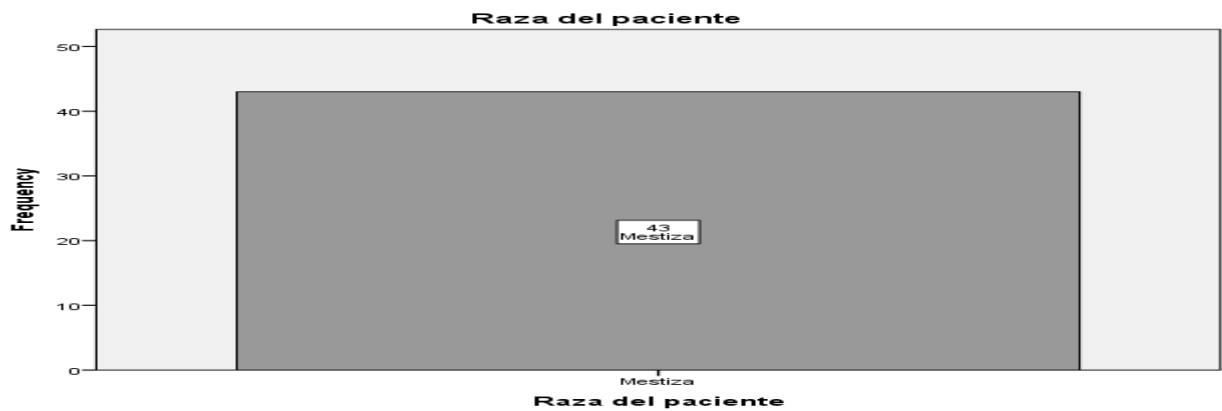 Raza del paciente
50
40
30
20
10
0
Frequency
43
Mestiza
Mestiza
Raza del paciente